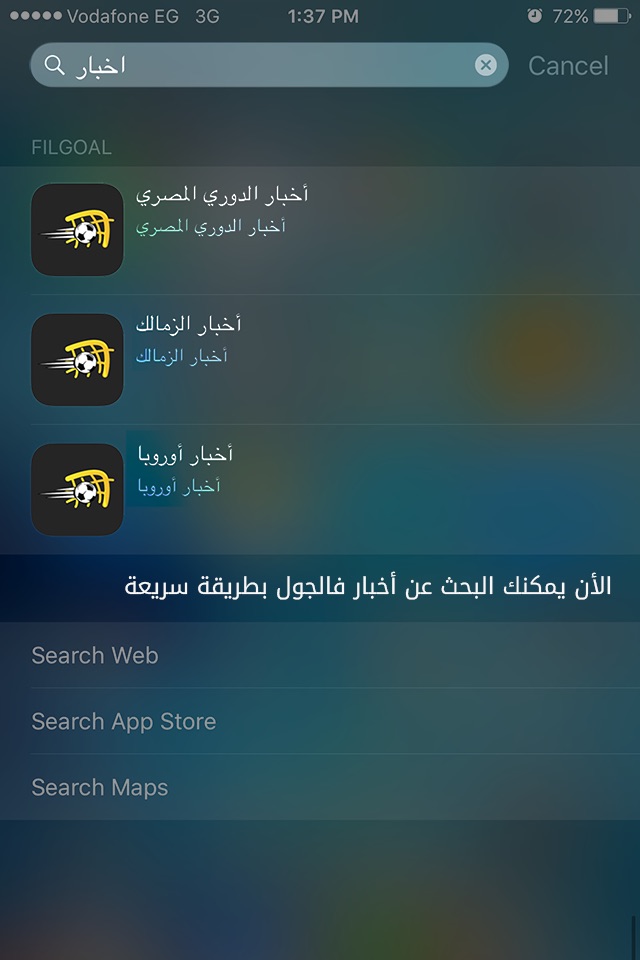 Vodafone EG 3G 1:37 PM 72%
اخبار Cancel
FILGOAL
أخبار الدوري المصري
أخبار الدوري المصري
أخبار الزمالك
أخبار الزمالك
أخبار أوروبا
أخبار أوروبا
الأن يمكنك البحث عن أخبار فالجول بطريقة سريعة
Search Web
Search App Store
Search Maps